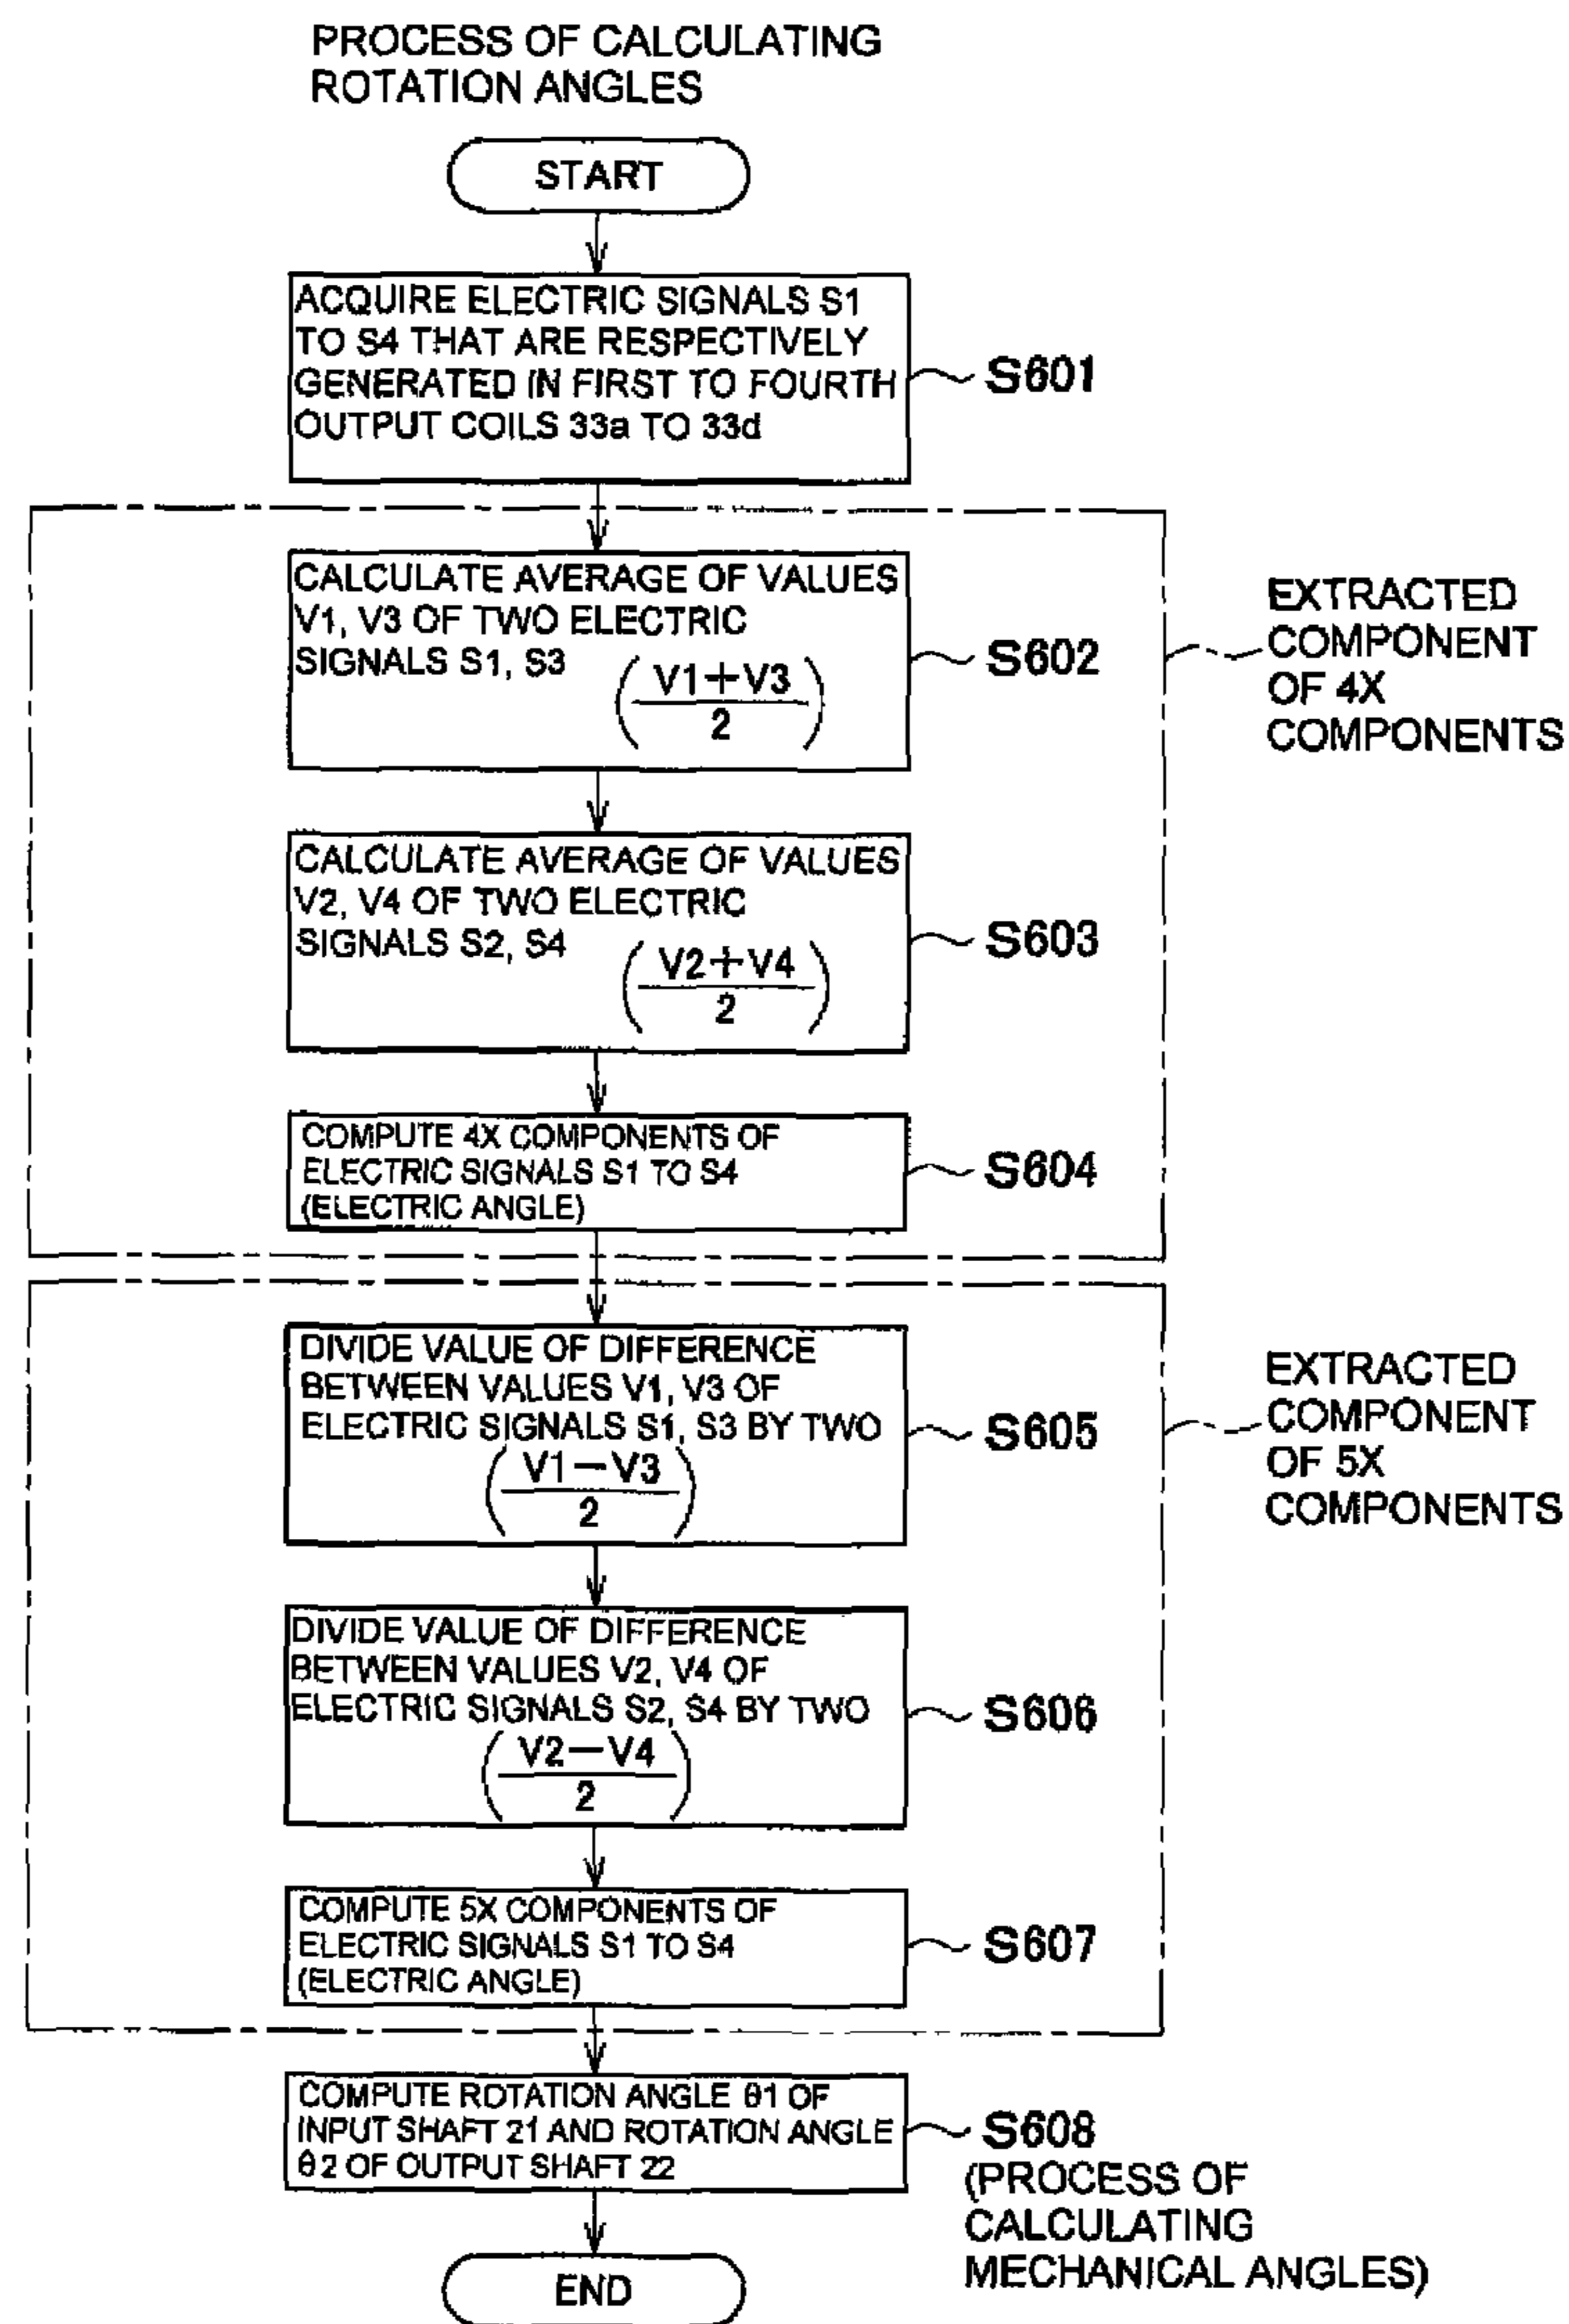 PROCESS OF CALCULATING
ROTATION ANGLES
START
ACQUIRE ELECTRIC SIGNALS S1
TO S4 THAT ARE RESPECTIVELY
GENERATED IN FIRST TO FOURTH
OUTPUT COILS 33a TO 33d
S601
CALCULATE AVERAGE OF VALUES
V1, V3 OF TWO ELECTRIC
SIGNALS S1, S3
(V1+V3
2)
S602
EXTRACTED
COMPONENT
OF 4X
COMPONENTS
CALCULATE AVERAGE OF VALUES
V2, V4 OF TWO ELECTRIC
SIGNALS S2, S4
(V2+V4
2)
S603
COMPUTE 4X COMPONENTS OF
ELECTRIC SIGNALS S1 TO S4
(ELECTRIC ANGLE)
S604
DIVIDE VALUE OF DIFFERENCE
BETWEEN VALUES V1, V3 OF
ELECTRIC SIGNALS S1, S3 BY TWO
(V1−V3
2)
S605
EXTRACTED
COMPONENT
OF 5X
COMPONENTS
DIVIDE VALUE OF DIFFERENCE
BETWEEN VALUES V2, V4 OF
ELECTRIC SIGNALS S2, S4 BY TWO
(V2−V4
2)
S606
COMPUTE 5X COMPONENTS OF
ELECTRIC SIGNALS S1 TO S4
(ELECTRIC ANGLE)
S607
COMPUTE ROTATION ANGLE θ1 OF
INPUT SHAFT 21 AND ROTATION ANGLE
θ2 OF OUTPUT SHAFT 22
S608
(PROCESS OF
CALCULATING
MECHANICAL ANGLES)
END